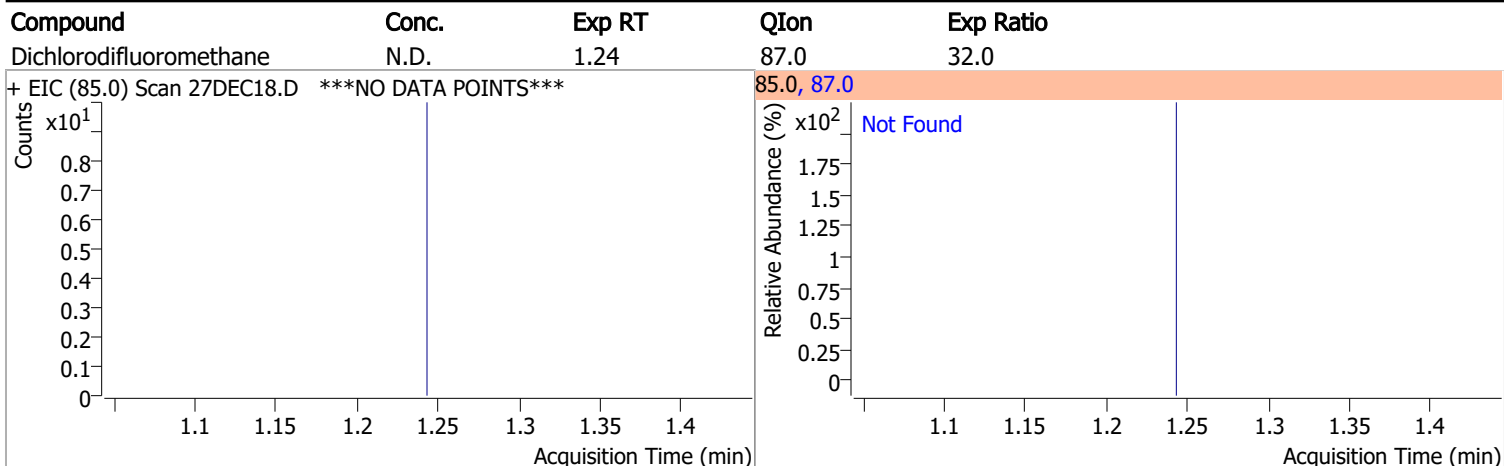 Compound Conc. Exp RT QIon Exp Ratio
Dichlorodifluoromethane N.D. 1.24 87.0 32.0
+ EIC (85.0) Scan 27DEC18.D ***NO DATA POINTS***
Counts
x10¹
0.8
0.7
0.6
0.5
0.4
0.3
0.2
0.1
0
1.1 1.15 1.2 1.25 1.3 1.35 1.4
Acquisition Time (min)
85.0, 87.0
Relative Abundance (%)
x10²
Not Found
1.75
1.5
1.25
1
0.75
0.5
0.25
0
1.1 1.15 1.2 1.25 1.3 1.35 1.4
Acquisition Time (min)